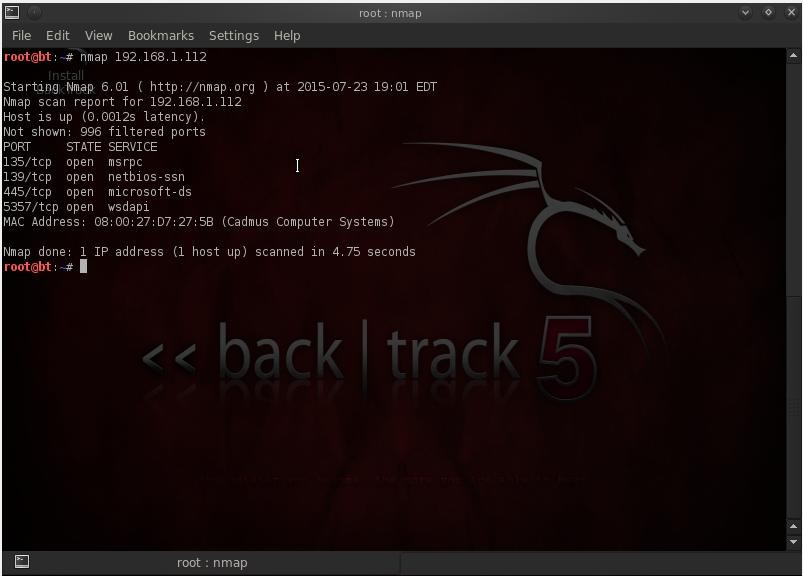 root : nmap
File Edit View Bookmarks Settings Help
root@bt:~# nmap 192.168.1.112
Install
BackTrack
Starting Nmap 6.01 ( http://nmap.org ) at 2015-07-23 19:01 EDT
Nmap scan report for 192.168.1.112
Host is up (0.0012s latency).
Not shown: 996 filtered ports
PORT     STATE SERVICE
135/tcp  open  msrpc
139/tcp  open  netbios-ssn
445/tcp  open  microsoft-ds
5357/tcp open  wsdapi
MAC Address: 08:00:27:D7:27:5B (Cadmus Computer Systems)
Nmap done: 1 IP address (1 host up) scanned in 4.75 seconds
root@bt:~#
<< back | track 5
root : nmap